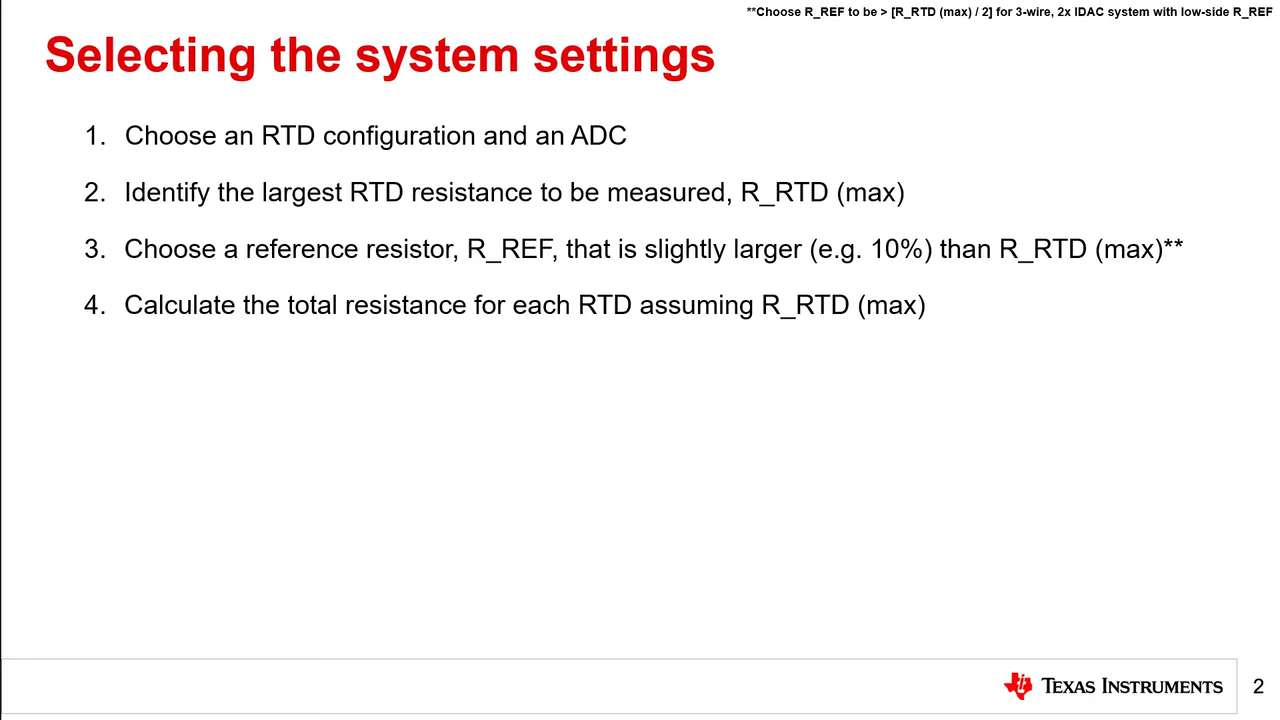 **Choose R_REF to be > [R_RTD (max) / 2] for 3-wire, 2x IDAC system with low-side R_REF
Selecting the system settings
1. Choose an RTD configuration and an ADC
2. Identify the largest RTD resistance to be measured, R_RTD (max)
3. Choose a reference resistor, R_REF, that is slightly larger (e.g. 10%) than R_RTD (max)**
4. Calculate the total resistance for each RTD assuming R_RTD (max)
TEXAS INSTRUMENTS
2